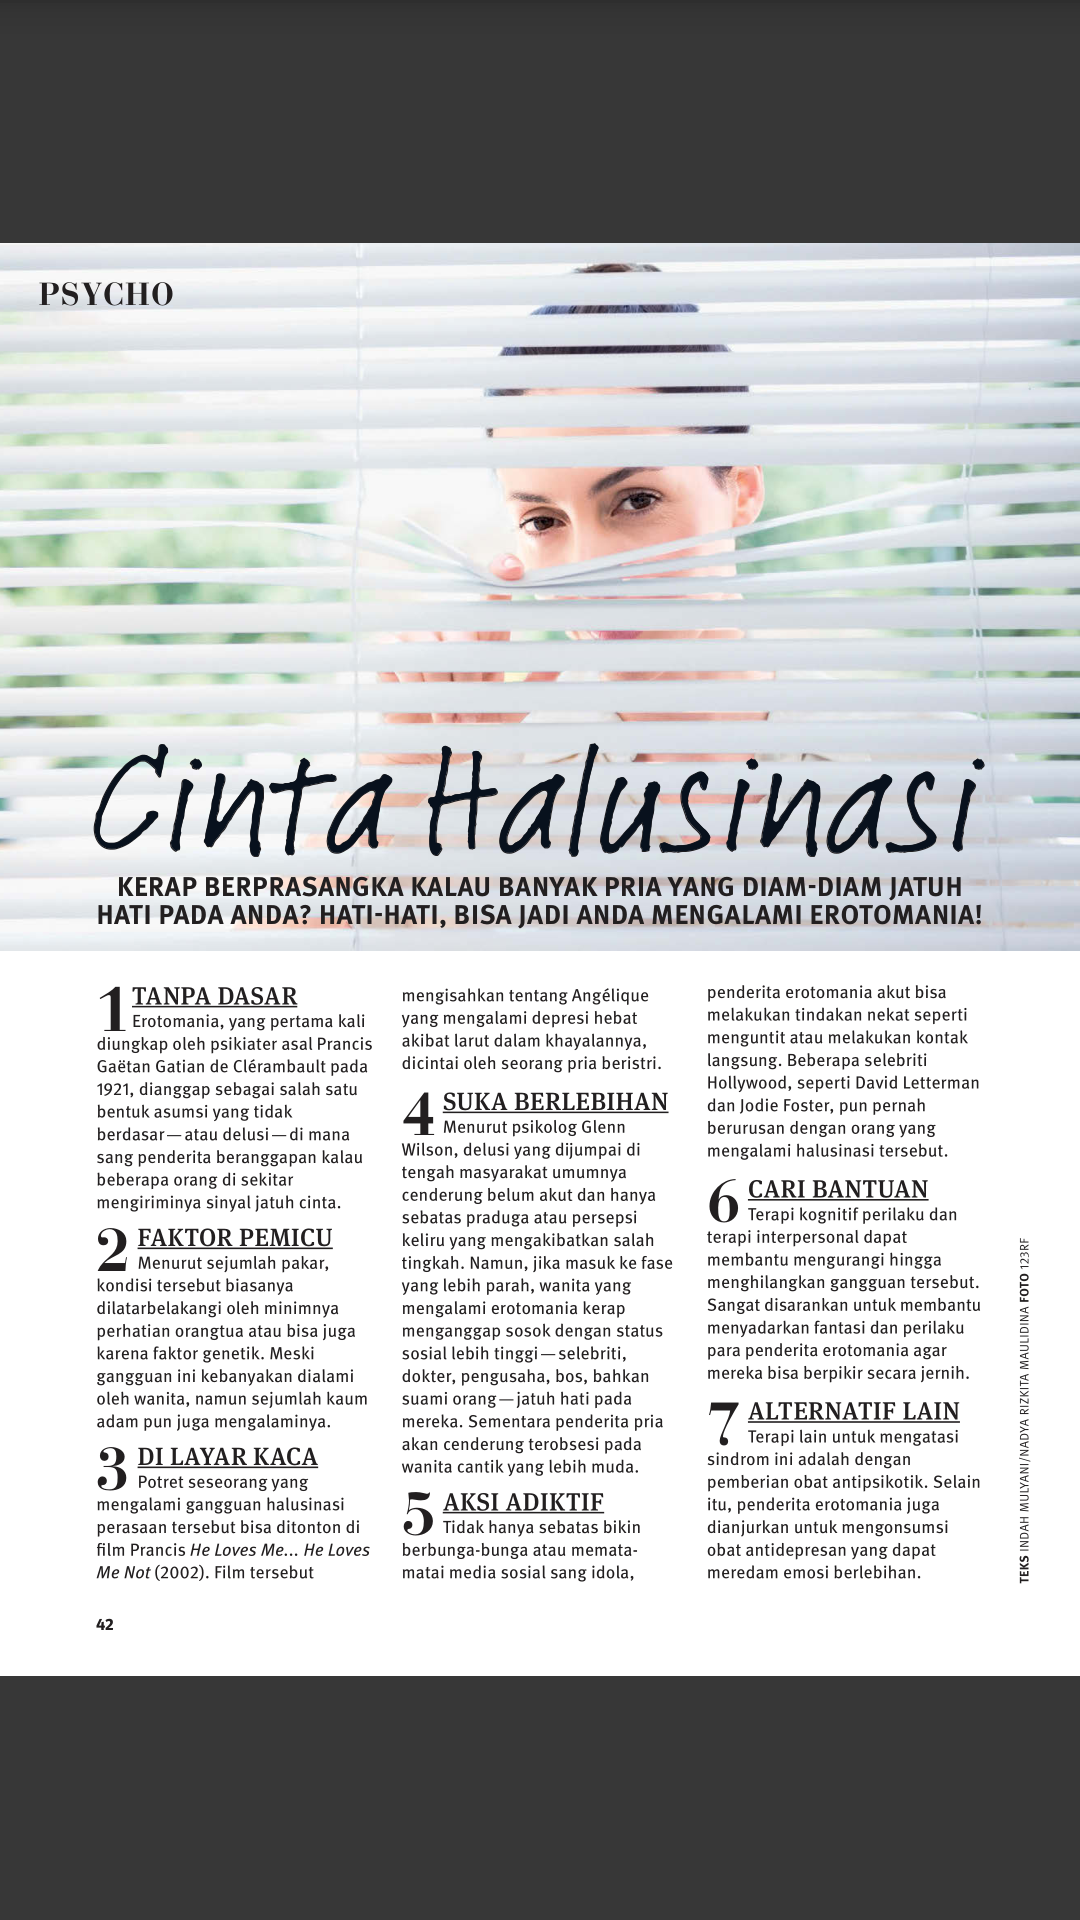 PSYCHO
Cinta Halusinasi
KERAP BERPRASANGKA KALAU BANYAK PRIA YANG DIAM-DIAM JATUH
HATI PADA ANDA? HATI-HATI, BISA JADI ANDA MENGALAMI EROTOMANIA!
1 TANPA DASAR
Erotomania, yang pertama kali
diungkap oleh psikiater asal Prancis
Gaëtan Gatian de Clérambault pada
1921, dianggap sebagai salah satu
bentuk asumsi yang tidak
berdasar—atau delusi—di mana
sang penderita beranggapan kalau
beberapa orang di sekitar
mengiriminya sinyal jatuh cinta.
2 FAKTOR PEMICU
Menurut sejumlah pakar,
kondisi tersebut biasanya
dilatarbelakangi oleh minimnya
perhatian orangtua atau bisa juga
karena faktor genetik. Meski
gangguan ini kebanyakan dialami
oleh wanita, namun sejumlah kaum
adam pun juga mengalaminya.
3 DI LAYAR KACA
Potret seseorang yang
mengalami gangguan halusinasi
perasaan tersebut bisa ditonton di
film Prancis He Loves Me... He Loves
Me Not (2002). Film tersebut
mengisahkan tentang Angélique
yang mengalami depresi hebat
akibat larut dalam khayalannya,
dicintai oleh seorang pria beristri.
4 SUKA BERLEBIHAN
Menurut psikolog Glenn
Wilson, delusi yang dijumpai di
tengah masyarakat umumnya
cenderung belum akut dan hanya
sebatas praduga atau persepsi
keliru yang mengakibatkan salah
tingkah. Namun, jika masuk ke fase
yang lebih parah, wanita yang
mengalami erotomania kerap
menganggap sosok dengan status
sosial lebih tinggi—selebriti,
dokter, pengusaha, bos, bahkan
suami orang—jatuh hati pada
mereka. Sementara penderita pria
akan cenderung terobsesi pada
wanita cantik yang lebih muda.
5 AKSI ADIKTIF
Tidak hanya sebatas bikin
berbunga-bunga atau memata-
matai media sosial sang idola,
penderita erotomania akut bisa
melakukan tindakan nekat seperti
menguntit atau melakukan kontak
langsung. Beberapa selebriti
Hollywood, seperti David Letterman
dan Jodie Foster, pun pernah
berurusan dengan orang yang
mengalami halusinasi tersebut.
6 CARI BANTUAN
Terapi kognitif perilaku dan
terapi interpersonal dapat
membantu mengurangi hingga
menghilangkan gangguan tersebut.
Sangat disarankan untuk membantu
menyadarkan fantasi dan perilaku
para penderita erotomania agar
mereka bisa berpikir secara jernih.
7 ALTERNATIF LAIN
Terapi lain untuk mengatasi
sindrom ini adalah dengan
pemberian obat antipsikotik. Selain
itu, penderita erotomania juga
dianjurkan untuk mengonsumsi
obat antidepresan yang dapat
meredam emosi berlebihan.
TEKS INDAH MULYANI/NADYA RIZKITA MAULIDINA FOTO 123RF
42